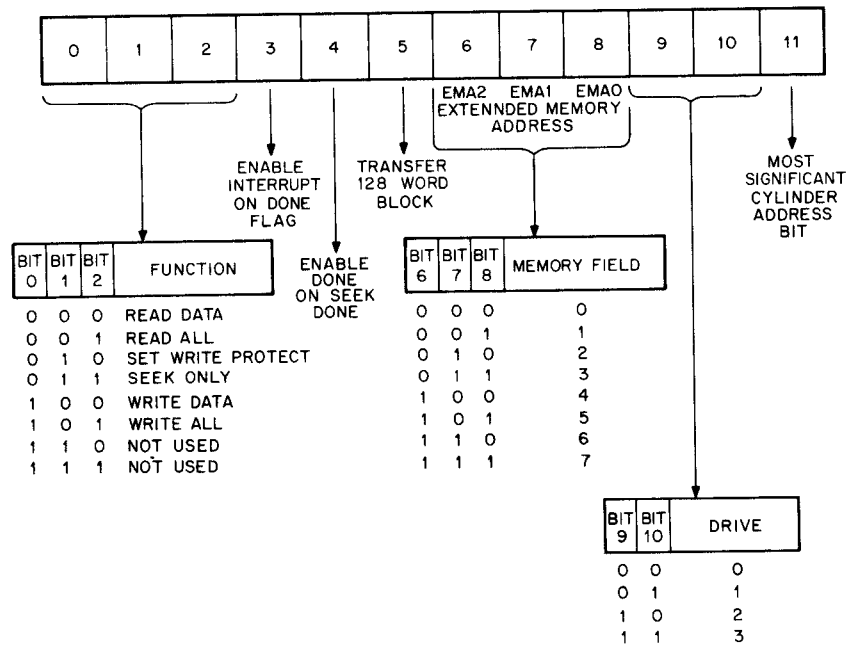 0 1 2 3 4 5 6 7 8 9 10 11
EMA2 EMA1 EMA0
EXTENNDED MEMORY
ADDRESS
ENABLE
INTERRUPT
ON DONE
FLAG
TRANSFER
128 WORD
BLOCK
MOST
SIGNIFICANT
CYLINDER
ADDRESS
BIT
BIT 0 BIT 1 BIT 2 FUNCTION
0 0 0 READ DATA
0 0 1 READ ALL
0 1 0 SET WRITE PROTECT
0 1 1 SEEK ONLY
1 0 0 WRITE DATA
1 0 1 WRITE ALL
1 1 0 NOT USED
1 1 1 NOT USED
ENABLE
DONE
ON SEEK
DONE
BIT 6 BIT 7 BIT 8 MEMORY FIELD
0 0 0 0
0 0 1 1
0 1 0 2
0 1 1 3
1 0 0 4
1 0 1 5
1 1 0 6
1 1 1 7
BIT 9 BIT 10 DRIVE
0 0 0
0 1 1
1 0 2
1 1 3